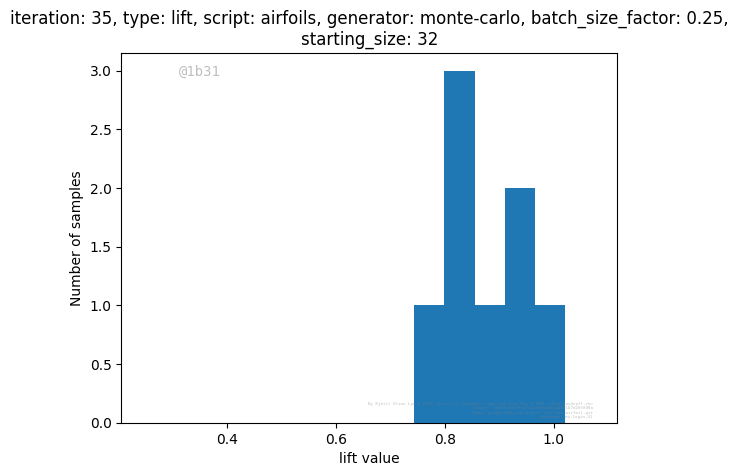 iteration: 35, type: lift, script: airfoils, generator: monte-carlo, batch_size_factor: 0.25,
starting_size: 32
@1b31
3.0
2.5
2.0
1.5
1.0
0.5
0.0
Number of samples
0.4
0.6
0.8
1.0
lift value